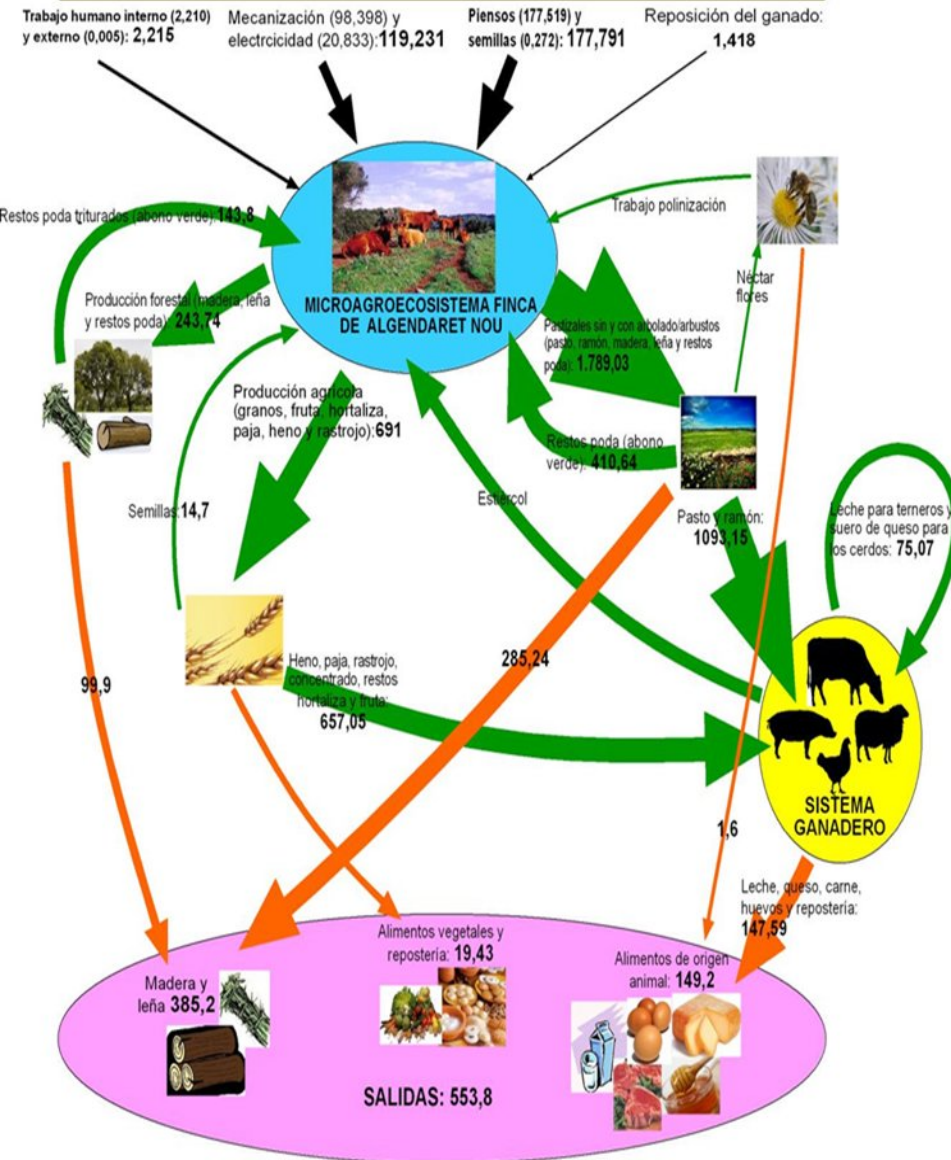 Trabajo humano interno (2,210)
y externo (0,005): 2,215
Mecanización (98,398) y
electrcicidad (20,833):119,231
Piensos (177,519) y
semillas (0,272): 177,791
Reposición del ganado:
1,418
Restos poda triturados (abono verde): 143,8
Trabajo polinización
Néctar
flores
MICROAGROECOSISTEMA FINCA
DE ALGENDARET NOU
Producción forestal (madera, leña
y restos poda): 243,74
Pastizales sin y con arbolado/arbustos
(pasto, ramón, madera, leña y restos
poda): 1.789,03
Producción agrícola
(granos, fruta, hortaliza,
paja, heno y rastrojo):691
Restos poda (abono
verde): 410,64
Estiércol
Semillas:14,7
Pasto y ramón:
1093,15
Leche para terneros y
suero de queso para
los cerdos: 75,07
Heno, paja, rastrojo,
concentrado, restos
hortaliza y fruta:
657,05
285,24
99,9
1,6
SISTEMA
GANADERO
Leche, queso, carne,
huevos y repostería:
147,59
Alimentos vegetales y
repostería: 19,43
Alimentos de origen
animal: 149,2
Madera y
leña 385,2
SALIDAS: 553,8